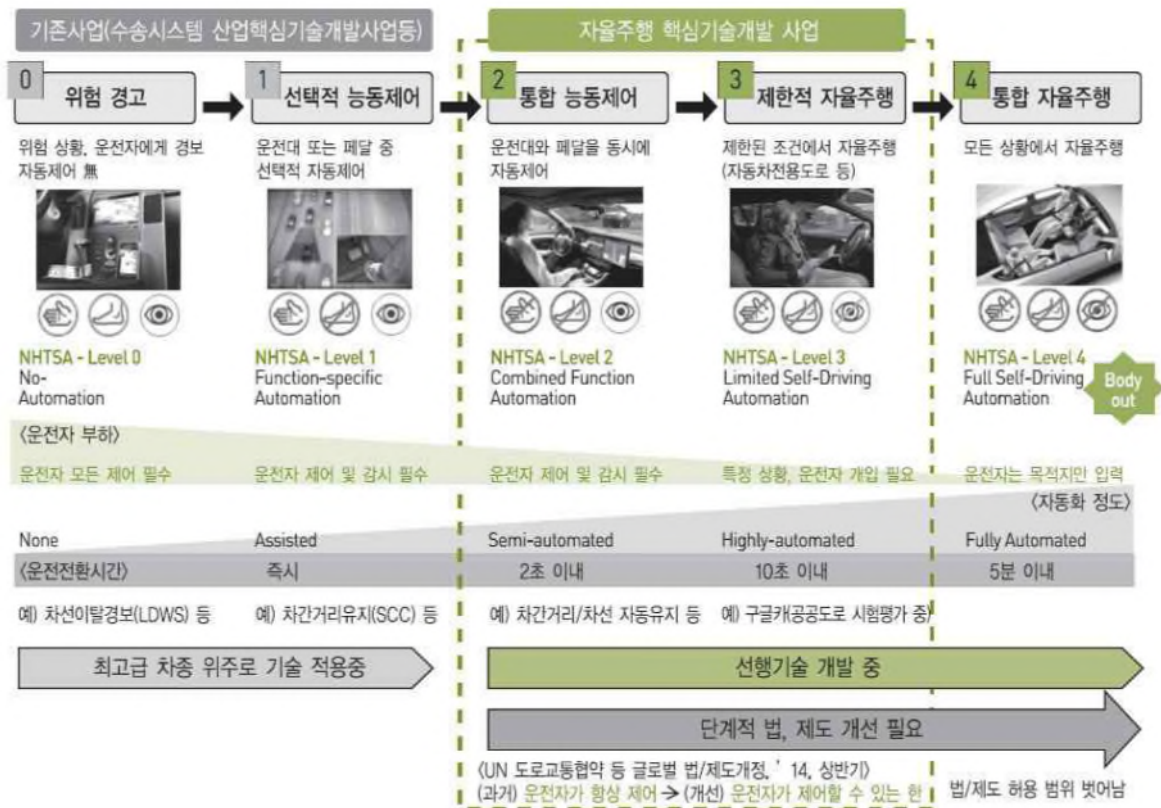 기존사업(수송시스템 산업핵심기술개발사업등)
자율주행 핵심기술개발 사업
0 위험 경고
1 선택적 능동제어
2 통합 능동제어
3 제한적 자율주행
4 통합 자율주행
위험 상황, 운전자에게 경보
자동제어 無
운전대 또는 페달 중
선택적 자동제어
운전대와 페달을 동시에
자동제어
제한된 조건에서 자율주행
(자동차전용도로 등)
모든 상황에서 자율주행
NHTSA - Level 0
No-
Automation
NHTSA - Level 1
Function-specific
Automation
NHTSA - Level 2
Combined Function
Automation
NHTSA - Level 3
Limited Self-Driving
Automation
NHTSA - Level 4
Full Self-Driving
Automation
Body
out
〈운전자 부하〉
운전자 모든 제어 필수
운전자 제어 및 감시 필수
운전자 제어 및 감시 필수
특정 상황, 운전자 개입 필요
운전자는 목적지만 입력
〈자동화 정도〉
None
Assisted
Semi-automated
Highly-automated
Fully Automated
〈운전전환시간〉
즉시
2초 이내
10초 이내
5분 이내
예) 차선이탈경보(LDWS) 등
예) 차간거리유지(SCC) 등
예) 차간거리/차선 자동유지 등
예) 구글카(공공도로 시험평가 중)
최고급 차종 위주로 기술 적용중
선행기술 개발 중
단계적 법, 제도 개선 필요
〈UN 도로교통협약 등 글로벌 법/제도개정, ' 14, 상반기〉
(과거) 운전자가 항상 제어 → (개선) 운전자가 제어할 수 있는 한
법/제도 허용 범위 벗어남